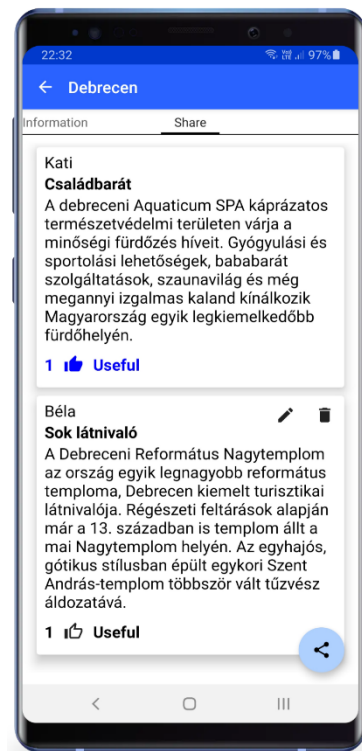 22:32 97%
Debrecen
Information Share
Kati
Családbarát
A debreceni Aquaticum SPA káprázatos
természetvédelmi területen várja a
minőségi fürdőzés híveit. Gyógyulási és
sportolási lehetőségek, bababarát
szolgáltatások, szaunavilág és még
megannyi izgalmas kaland kínálkozik
Magyarország egyik legkiemelkedőbb
fürdőhelyén.
1 Useful
Béla
Sok látnivaló
A Debreceni Református Nagytemplom
az ország egyik legnagyobb református
temploma, Debrecen kiemelt turisztikai
látnivalója. Régészeti feltárások alapján
már a 13. században is templom állt a
mai Nagytemplom helyén. Az egyhajós,
gótikus stílusban épült egykori Szent
András-templom többször vált tűzvész
áldozatává.
1 Useful